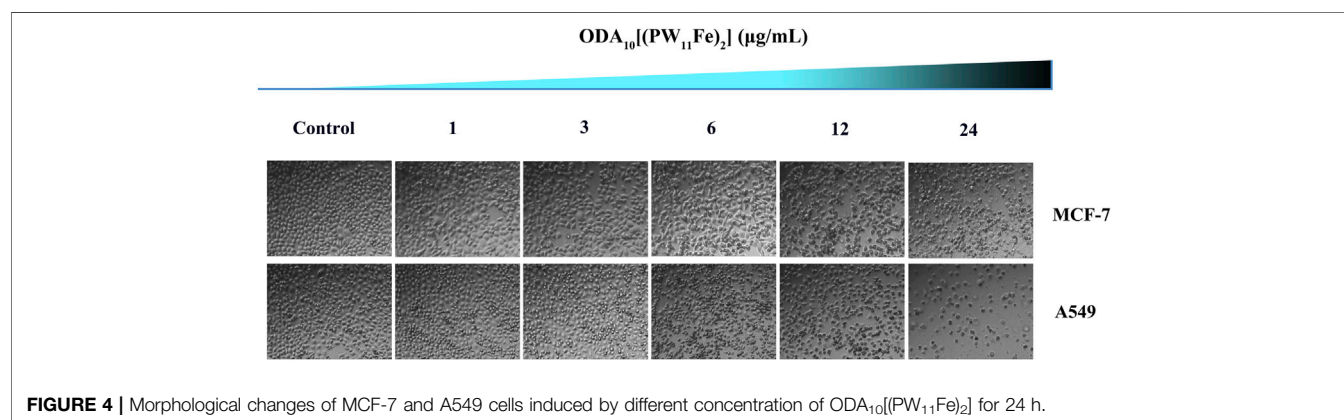 ODA₁₀[(PW₁₁Fe)₂] (µg/mL)
Control 1 3 6 12 24
MCF-7
A549
FIGURE 4 | Morphological changes of MCF-7 and A549 cells induced by different concentration of ODA₁₀[(PW₁₁Fe)₂] for 24 h.